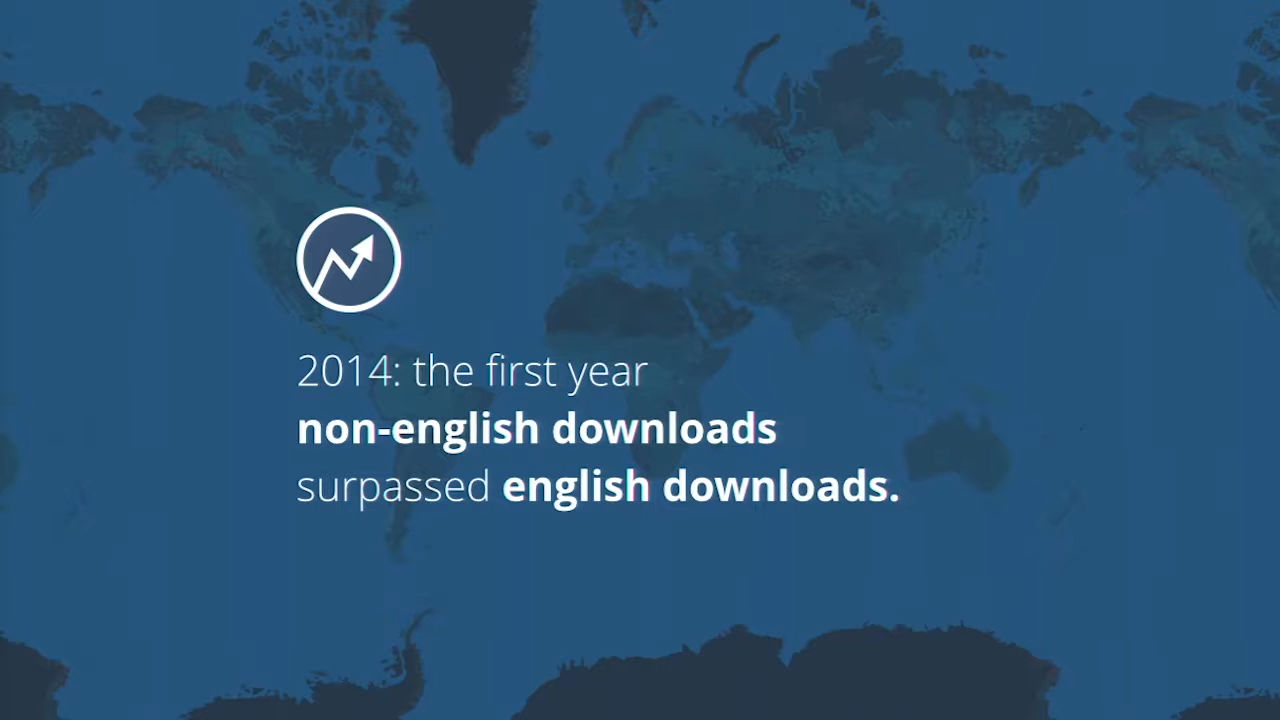 2014: the first year
non-english downloads
surpassed english downloads.